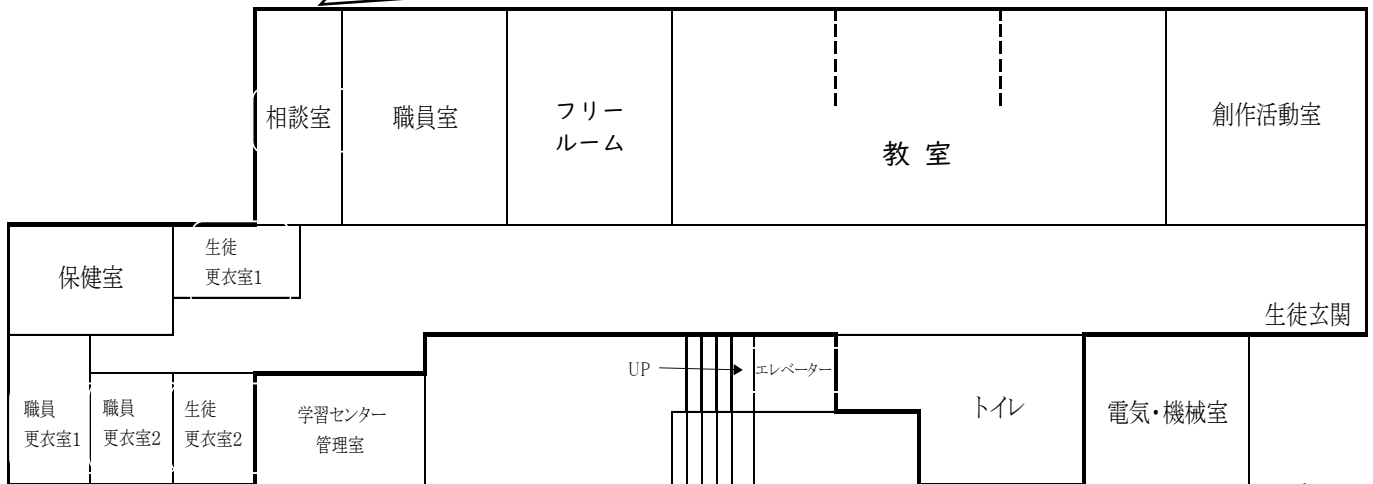 相談室
職員室
フリー
ルーム
教室
創作活動室
保健室
生徒
更衣室1
生徒玄関
UP
エレベーター
職員
更衣室1
職員
更衣室2
生徒
更衣室2
学習センター
管理室
トイレ
電気・機械室